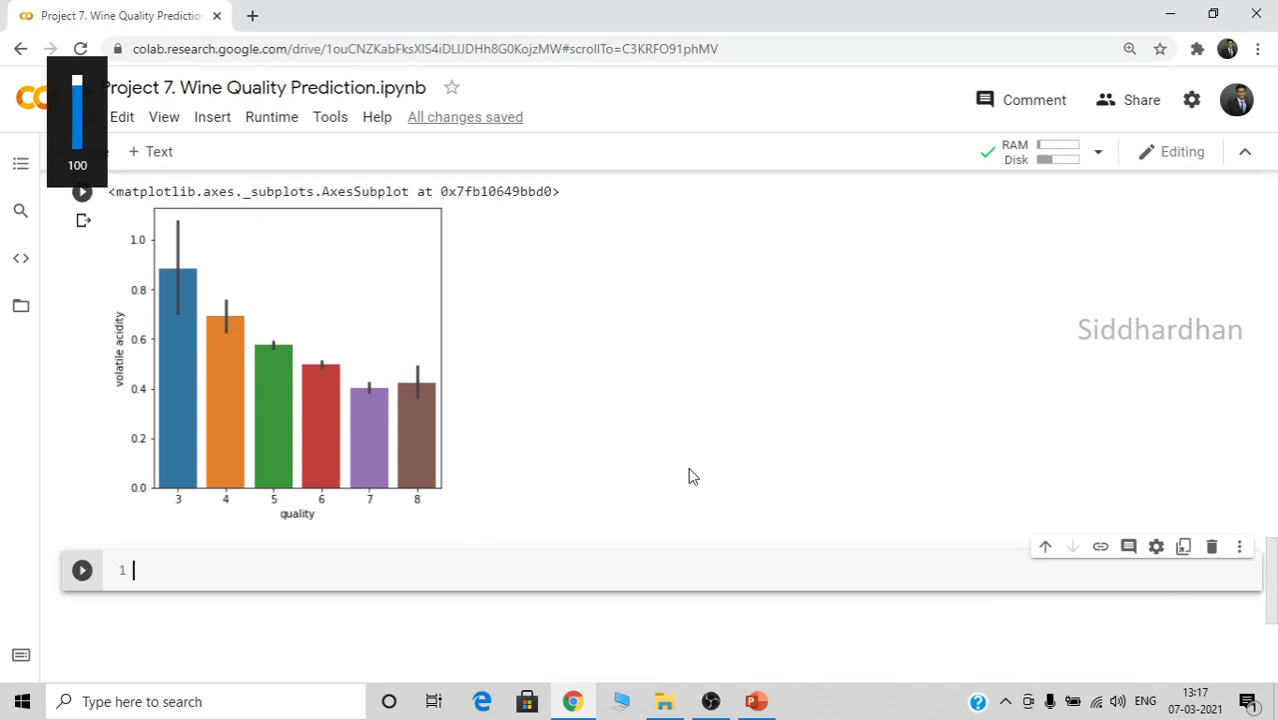 Project 7. Wine Quality Predictio
colab.research.google.com/drive/1ouCNZKabFksXIS4iDLIJDHh8G0KojzMW#scrollTo=C3KRFO91phMV
Project 7. Wine Quality Prediction.ipynb
Edit View Insert Runtime Tools Help All changes saved
Comment Share
100
+ Text
RAM
Disk
Editing
<matplotlib.axes._subplots.AxesSubplot at 0x7fb10649bbd0>
1.0
0.8
0.6
0.4
0.2
0.0
volatile acidity
3 4 5 6 7 8
quality
Siddhardhan
1
Type here to search
ENG
13:17
07-03-2021
1